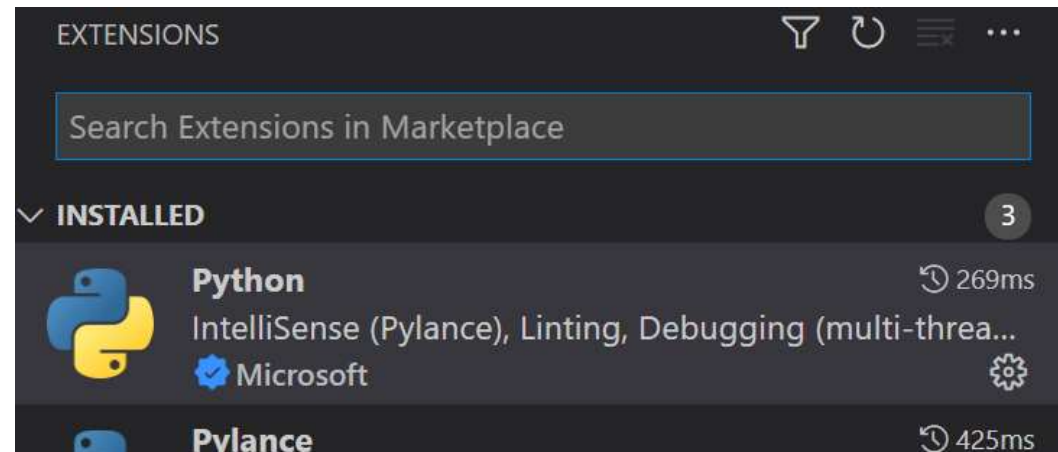 EXTENSIONS
Search Extensions in Marketplace
INSTALLED 3
Python 269ms
IntelliSense (Pylance), Linting, Debugging (multi-threa...
Microsoft
Pylance 425ms